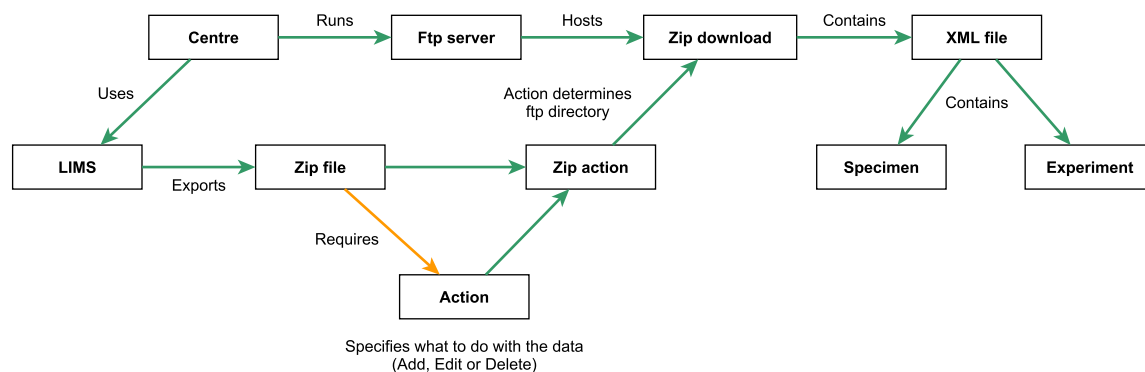 Centre
Runs
Ftp server
Hosts
Zip download
Contains
XML file
Uses
Action determines
ftp directory
Contains
LIMS
Exports
Zip file
Zip action
Specimen
Experiment
Requires
Action
Specifies what to do with the data
(Add, Edit or Delete)